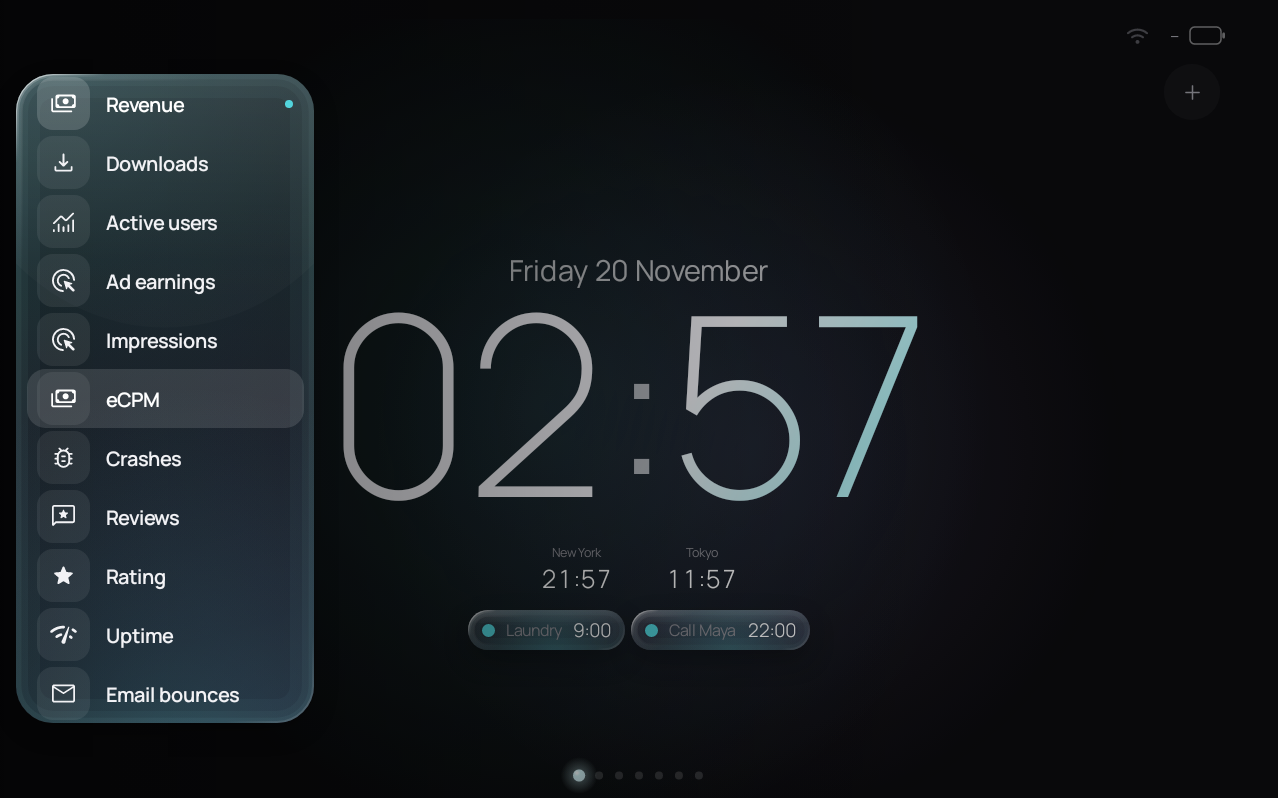 Revenue
Downloads
Active users
Ad earnings
Impressions
eCPM
Crashes
Reviews
Rating
Uptime
Email bounces
–
+
Friday 20 November
02:57
New York
21:57
Tokyo
11:57
Laundry 9:00
Call Maya 22:00